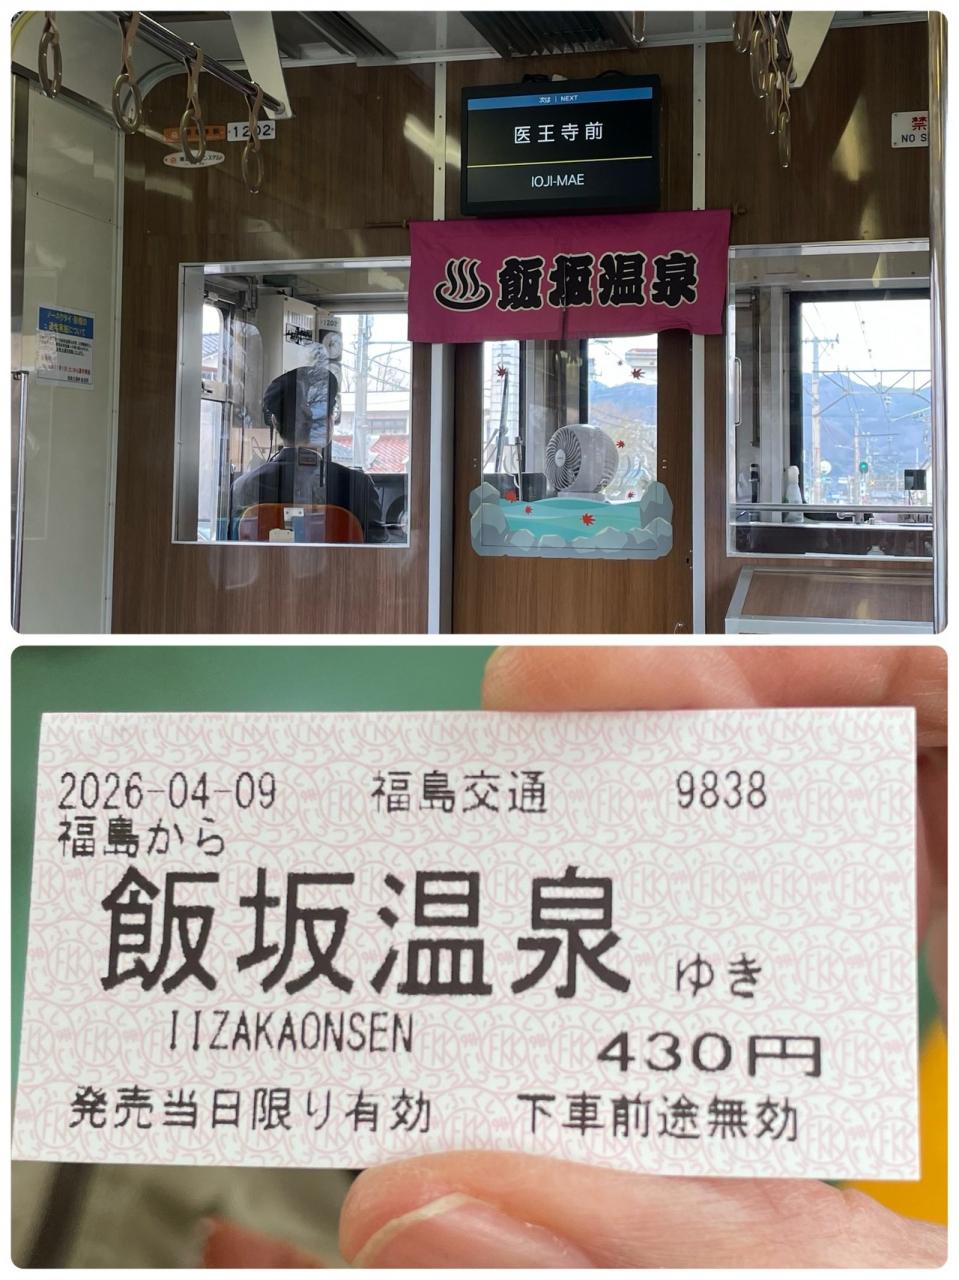 次は | NEXT
医王寺前
IOJI-MAE
1202
禁
NO S
飯坂温泉
2026-04-09 福島交通 9838
福島から
飯坂温泉 ゆき
IIZAKAONSEN
430円
発売当日限り有効 下車前途無効